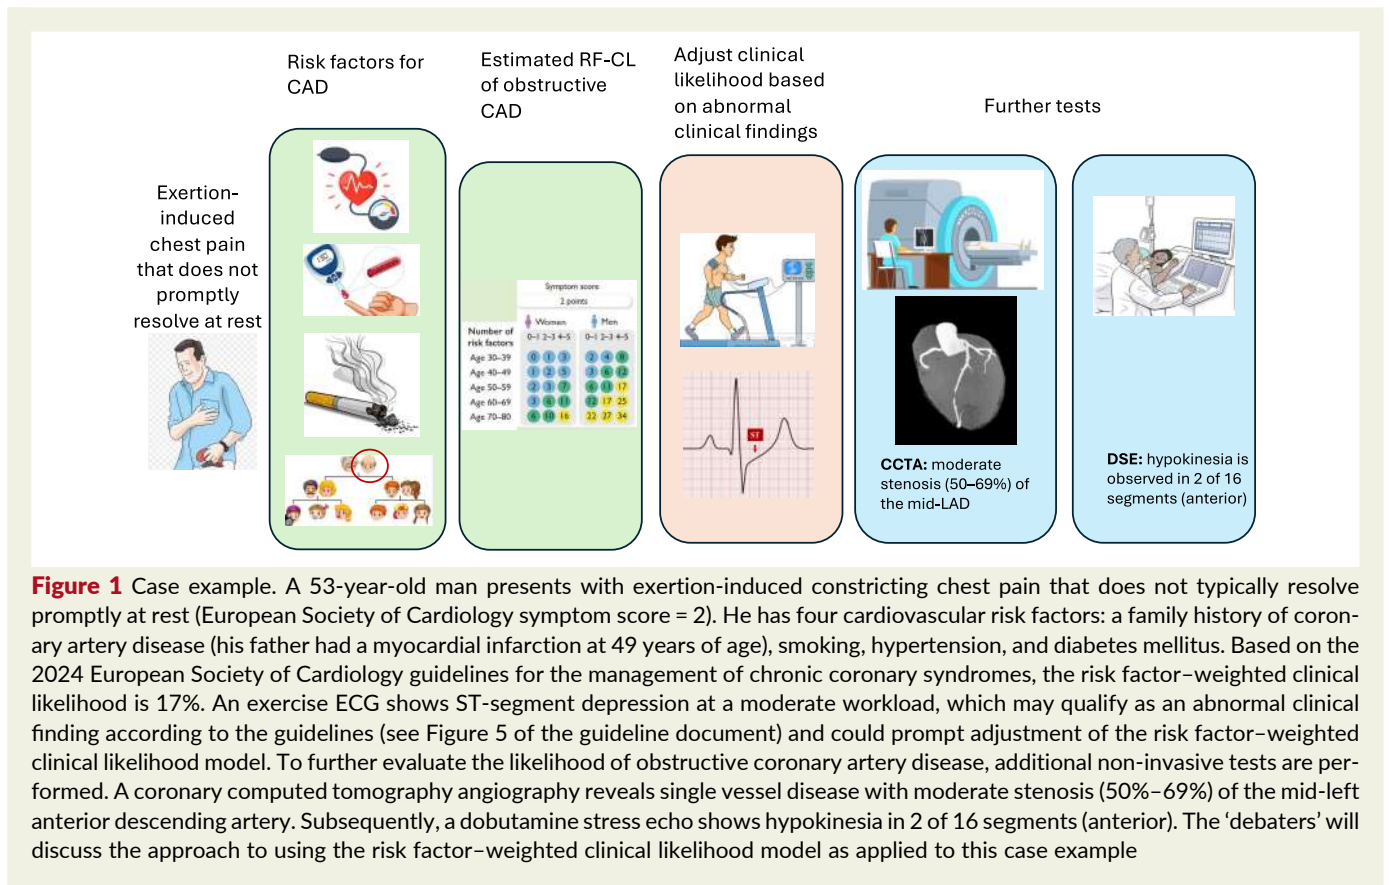 Risk factors for
CAD
Estimated RF-CL
of obstructive
CAD
Adjust clinical
likelihood based
on abnormal
clinical findings
Further tests
Exertion-
induced
chest pain
that does not
promptly
resolve at rest
Symptom score
2 points
Women Men
Number of
risk factors
0–1 2–3 4–5 0–1 2–3 4–5
Age 30–39 0 1 3 2 4 8
Age 40–49 1 2 5 3 6 12
Age 50–59 2 3 7 6 11 17
Age 60–69 3 6 11 12 17 25
Age 70–80 6 10 16 22 27 34
ST
CCTA: moderate
stenosis (50–69%) of
the mid-LAD
DSE: hypokinesia is
observed in 2 of 16
segments (anterior)
Figure 1 Case example. A 53-year-old man presents with exertion-induced constricting chest pain that does not typically resolve
promptly at rest (European Society of Cardiology symptom score = 2). He has four cardiovascular risk factors: a family history of coron-
ary artery disease (his father had a myocardial infarction at 49 years of age), smoking, hypertension, and diabetes mellitus. Based on the
2024 European Society of Cardiology guidelines for the management of chronic coronary syndromes, the risk factor–weighted clinical
likelihood is 17%. An exercise ECG shows ST-segment depression at a moderate workload, which may qualify as an abnormal clinical
finding according to the guidelines (see Figure 5 of the guideline document) and could prompt adjustment of the risk factor–weighted
clinical likelihood model. To further evaluate the likelihood of obstructive coronary artery disease, additional non-invasive tests are per-
formed. A coronary computed tomography angiography reveals single vessel disease with moderate stenosis (50%–69%) of the mid-left
anterior descending artery. Subsequently, a dobutamine stress echo shows hypokinesia in 2 of 16 segments (anterior). The ‘debaters’ will
discuss the approach to using the risk factor–weighted clinical likelihood model as applied to this case example